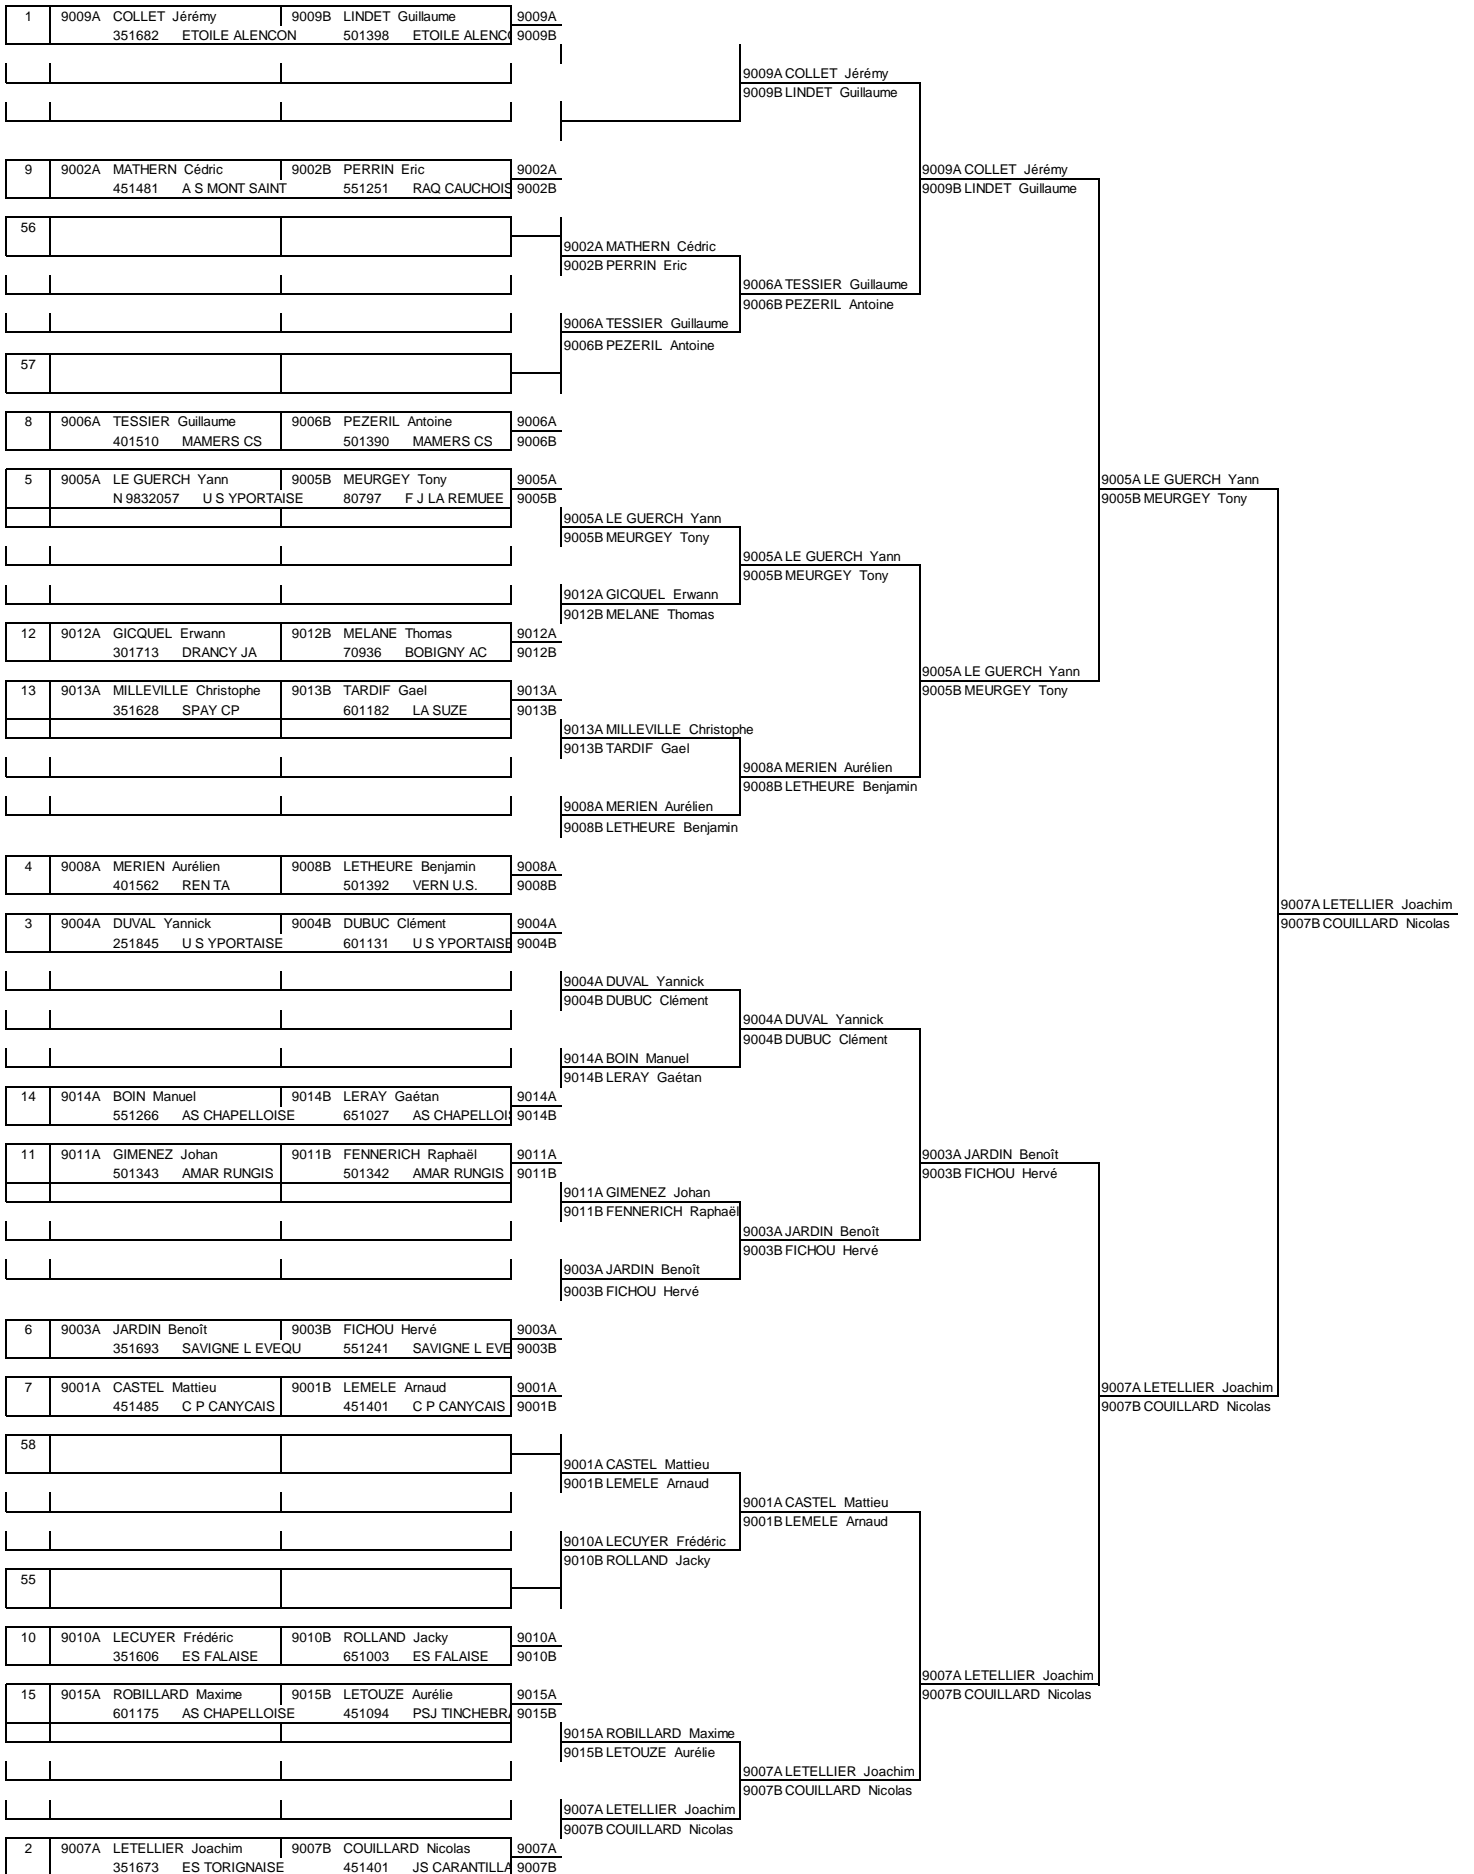 1 9009A COLLET Jérémy 9009B LINDET Guillaume 9009A
351682 ETOILE ALENCON 501398 ETOILE ALENC 9009B
9009A COLLET Jérémy
9009B LINDET Guillaume
9 9002A MATHERN Cédric 9002B PERRIN Eric 9002A 9009A COLLET Jérémy
451481 A S MONT SAINT 551251 RAQ CAUCHOIS 9002B 9009B LINDET Guillaume
56
9002A MATHERN Cédric
9002B PERRIN Eric
9006A TESSIER Guillaume
9006B PEZERIL Antoine
9006A TESSIER Guillaume
9006B PEZERIL Antoine
57
8 9006A TESSIER Guillaume 9006B PEZERIL Antoine 9006A
401510 MAMERS CS 501390 MAMERS CS 9006B
5 9005A LE GUERCH Yann 9005B MEURGEY Tony 9005A 9005A LE GUERCH Yann
N 9832057 U S YPORTAISE 80797 F J LA REMUEE 9005B 9005B MEURGEY Tony
9005A LE GUERCH Yann
9005B MEURGEY Tony
9005A LE GUERCH Yann
9005B MEURGEY Tony
9012A GICQUEL Erwann
9012B MELANE Thomas
12 9012A GICQUEL Erwann 9012B MELANE Thomas 9012A
301713 DRANCY JA 70936 BOBIGNY AC 9012B
9005A LE GUERCH Yann
13 9013A MILLEVILLE Christophe 9013B TARDIF Gael 9013A 9005B MEURGEY Tony
351628 SPAY CP 601182 LA SUZE 9013B
9013A MILLEVILLE Christophe
9013B TARDIF Gael
9008A MERIEN Aurélien
9008B LETHEURE Benjamin
9008A MERIEN Aurélien
9008B LETHEURE Benjamin
4 9008A MERIEN Aurélien 9008B LETHEURE Benjamin 9008A
401562 REN TA 501392 VERN U.S. 9008B
9007A LETELLIER Joachim
3 9004A DUVAL Yannick 9004B DUBUC Clément 9004A 9007B COUILLARD Nicolas
251845 U S YPORTAISE 601131 U S YPORTAISE 9004B
9004A DUVAL Yannick
9004B DUBUC Clément
9004A DUVAL Yannick
9004B DUBUC Clément
9014A BOIN Manuel
9014B LERAY Gaétan
14 9014A BOIN Manuel 9014B LERAY Gaétan 9014A
551266 AS CHAPELLOISE 651027 AS CHAPELLOI 9014B
11 9011A GIMENEZ Johan 9011B FENNERICH Raphaël 9011A 9003A JARDIN Benoît
501343 AMAR RUNGIS 501342 AMAR RUNGIS 9011B 9003B FICHOU Hervé
9011A GIMENEZ Johan
9011B FENNERICH Raphaël
9003A JARDIN Benoît
9003B FICHOU Hervé
9003A JARDIN Benoît
9003B FICHOU Hervé
6 9003A JARDIN Benoît 9003B FICHOU Hervé 9003A
351693 SAVIGNE L EVEQU 551241 SAVIGNE L EVE 9003B
7 9001A CASTEL Mattieu 9001B LEMELE Arnaud 9001A 9007A LETELLIER Joachim
451485 C P CANYCAIS 451401 C P CANYCAIS 9001B 9007B COUILLARD Nicolas
58
9001A CASTEL Mattieu
9001B LEMELE Arnaud
9001A CASTEL Mattieu
9001B LEMELE Arnaud
9010A LECUYER Frédéric
9010B ROLLAND Jacky
55
10 9010A LECUYER Frédéric 9010B ROLLAND Jacky 9010A
351606 ES FALAISE 651003 ES FALAISE 9010B
9007A LETELLIER Joachim
15 9015A ROBILLARD Maxime 9015B LETOUZE Aurélie 9015A 9007B COUILLARD Nicolas
601175 AS CHAPELLOISE 451094 PSJ TINCHEBR 9015B
9015A ROBILLARD Maxime
9015B LETOUZE Aurélie
9007A LETELLIER Joachim
9007B COUILLARD Nicolas
9007A LETELLIER Joachim
9007B COUILLARD Nicolas
2 9007A LETELLIER Joachim 9007B COUILLARD Nicolas 9007A
351673 ES TORIGNAISE 451401 JS CARANTILLA 9007B